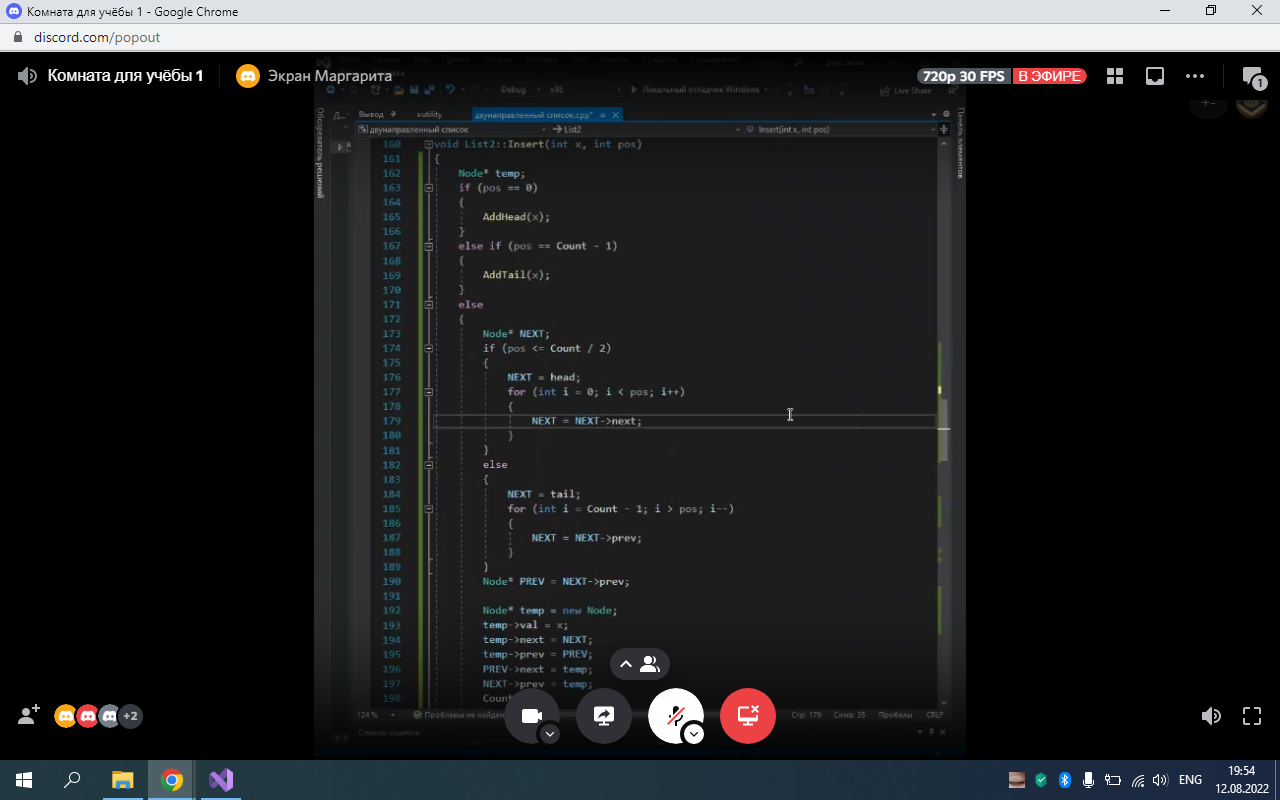 Комната для учёбы 1 - Google Chrome
discord.com/popout
Комната для учёбы 1
Экран Маргарита
720p 30 FPS В ЭФИРЕ
1
Debug x86 Локальный отладчик Windows Live Share
Вывод xutility двунаправленный список.cpp*
двунаправленный список List2 Insert(int x, int pos)
Обозреватель решений
Панель элементов
160 void List2::Insert(int x, int pos)
161 {
162 Node* temp;
163 if (pos == 0)
164 {
165 AddHead(x);
166 }
167 else if (pos == Count - 1)
168 {
169 AddTail(x);
170 }
171 else
172 {
173 Node* NEXT;
174 if (pos <= Count / 2)
175 {
176 NEXT = head;
177 for (int i = 0; i < pos; i++)
178 {
179 NEXT = NEXT->next;
180 }
181 }
182 else
183 {
184 NEXT = tail;
185 for (int i = Count - 1; i > pos; i--)
186 {
187 NEXT = NEXT->prev;
188 }
189 }
190 Node* PREV = NEXT->prev;
191
192 Node* temp = new Node;
193 temp->val = x;
194 temp->next = NEXT;
195 temp->prev = PREV;
196 PREV->next = temp;
197 NEXT->prev = temp;
198 Coun
124 % Проблемы не найден Стр: 179 Симв: 35 Пробелы CRLF
Список ошибок
+2
ENG
19:54
12.08.2022